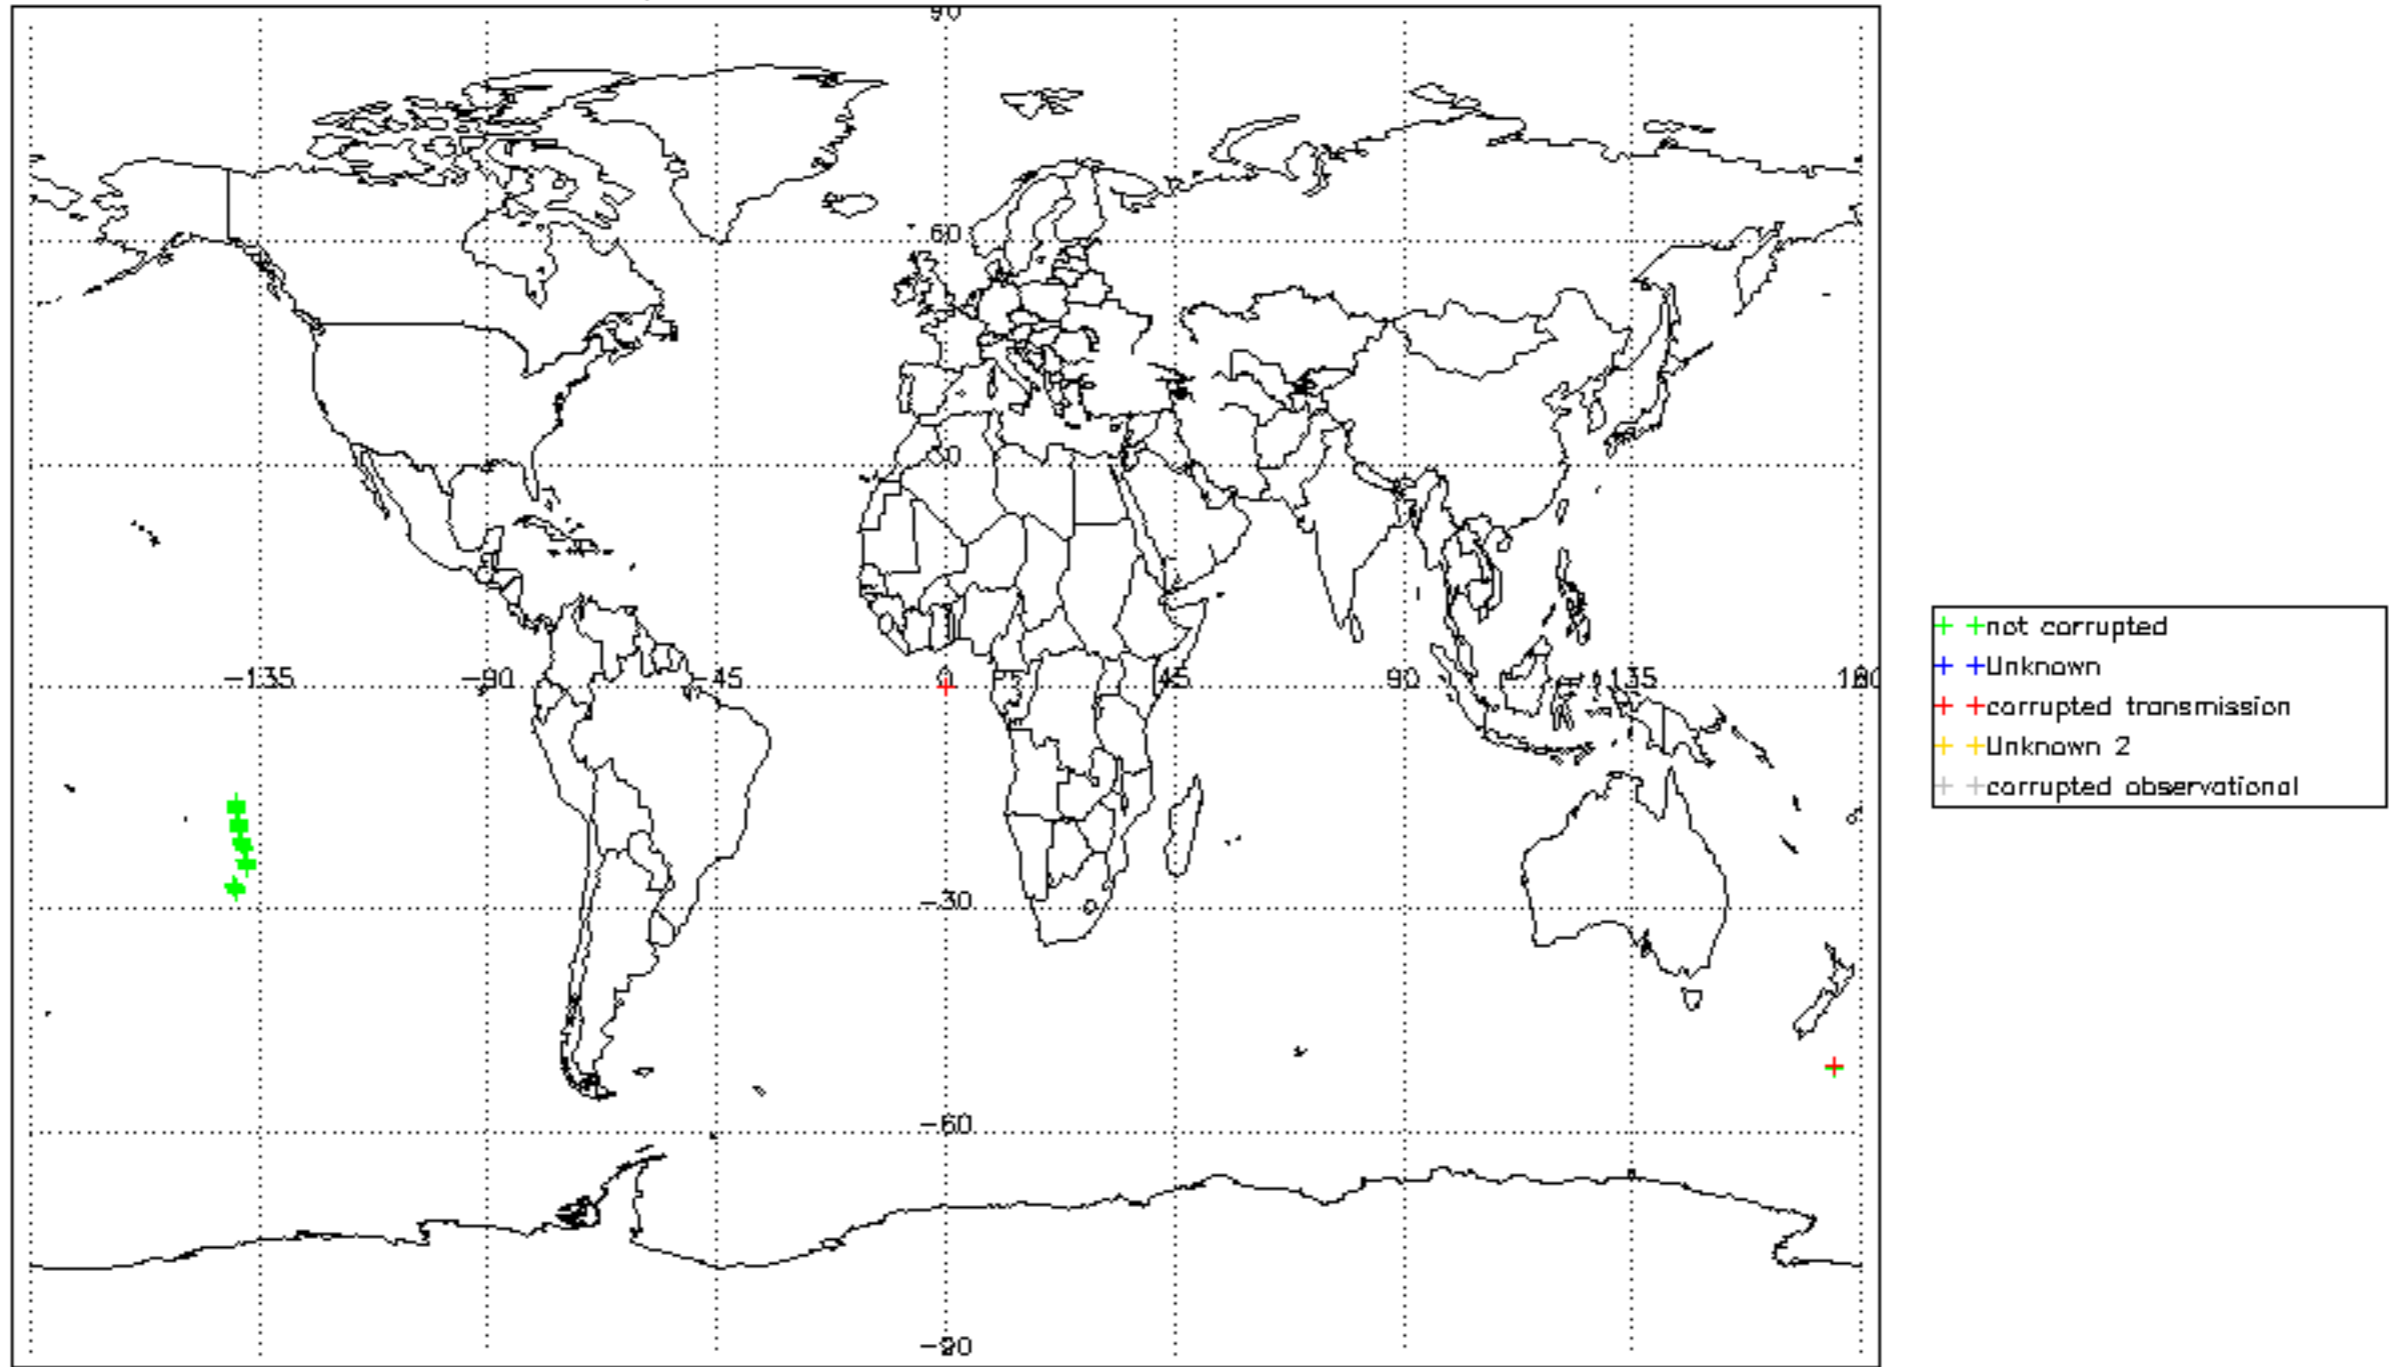 90
60
30
-135 -90 -45 0 45 90 135 180
-30
-60
-90
not corrupted
Unknown
corrupted transmission
Unknown 2
corrupted observational